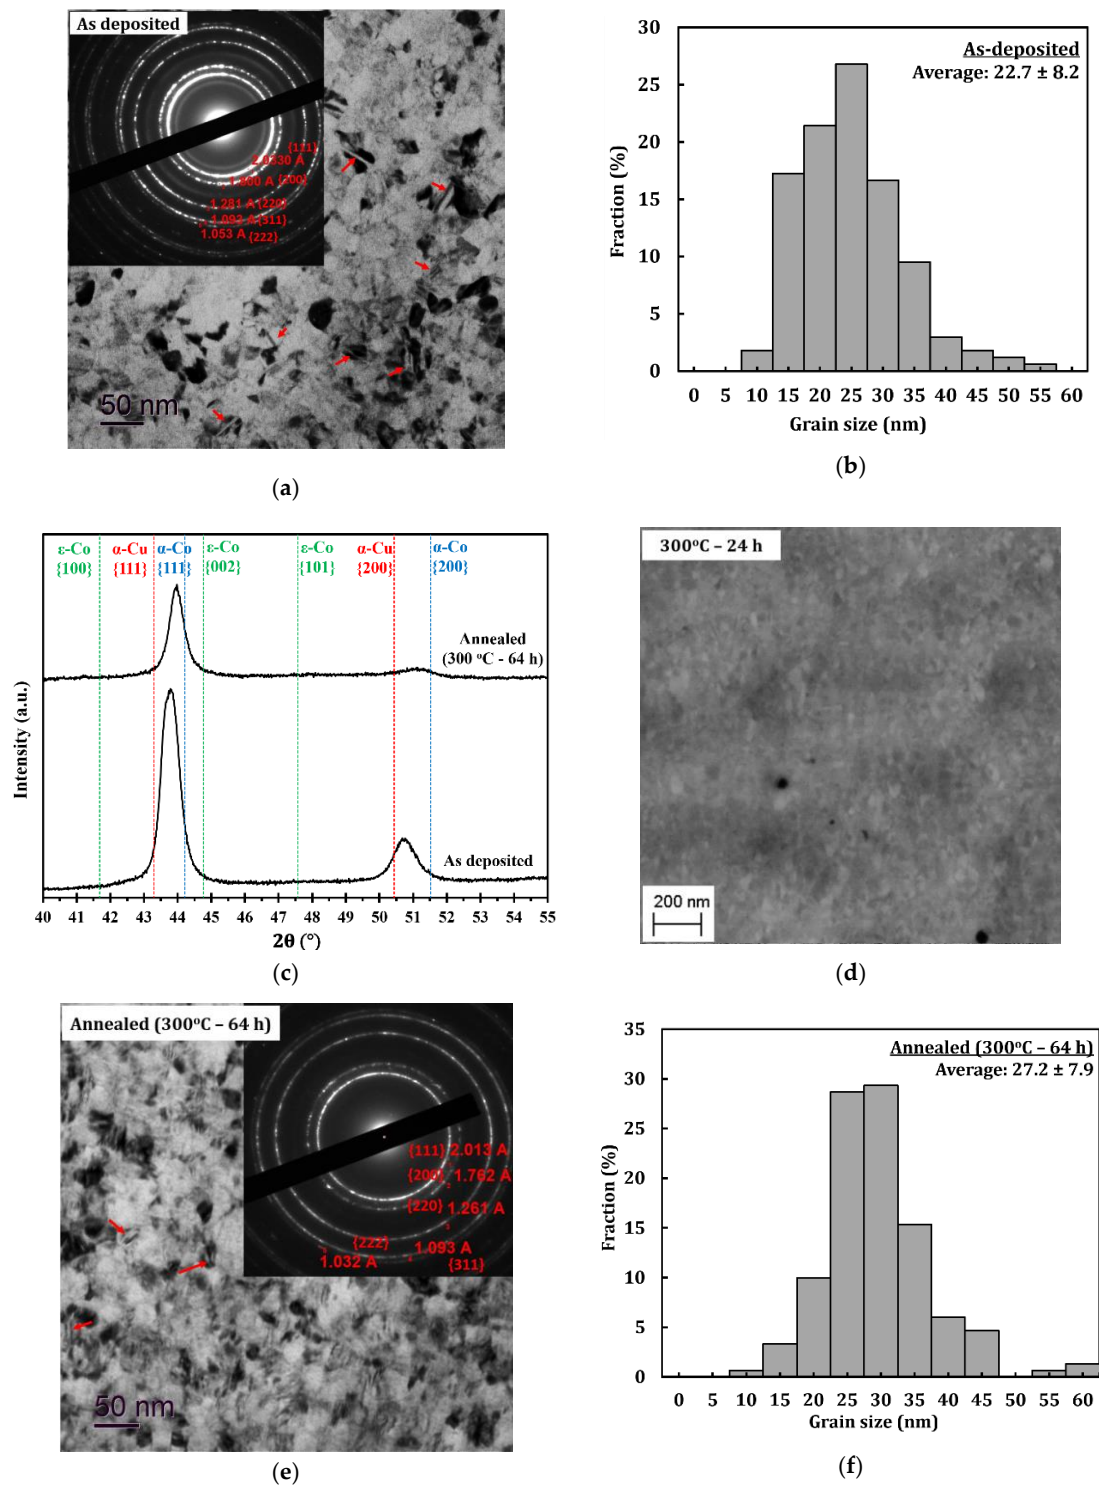 As deposited
{111}
2.0330 A
1.800 A {200}
1.281 A {220}
1.093 A {311}
1.053 A {222}
50 nm
(a)
30
25
20
15
10
5
0
Fraction (%)
As-deposited
Average: 22.7 ± 8.2
0 5 10 15 20 25 30 35 40 45 50 55 60
Grain size (nm)
(b)
ε-Co {100}
α-Cu {111}
α-Co {111}
ε-Co {002}
ε-Co {101}
α-Cu {200}
α-Co {200}
Annealed
(300 °C - 64 h)
As deposited
Intensity (a.u.)
40 41 42 43 44 45 46 47 48 49 50 51 52 53 54 55
2θ (°)
(c)
300°C – 24 h
200 nm
(d)
Annealed (300°C – 64 h)
{111} 2.013 A
{200} 1.762 A
2
{220} 1.261 A
3
{222} 1.093 A
1.032 A {311}
50 nm
(e)
35
30
25
20
15
10
5
0
Fraction (%)
Annealed (300°C – 64 h)
Average: 27.2 ± 7.9
0 5 10 15 20 25 30 35 40 45 50 55 60
Grain size (nm)
(f)